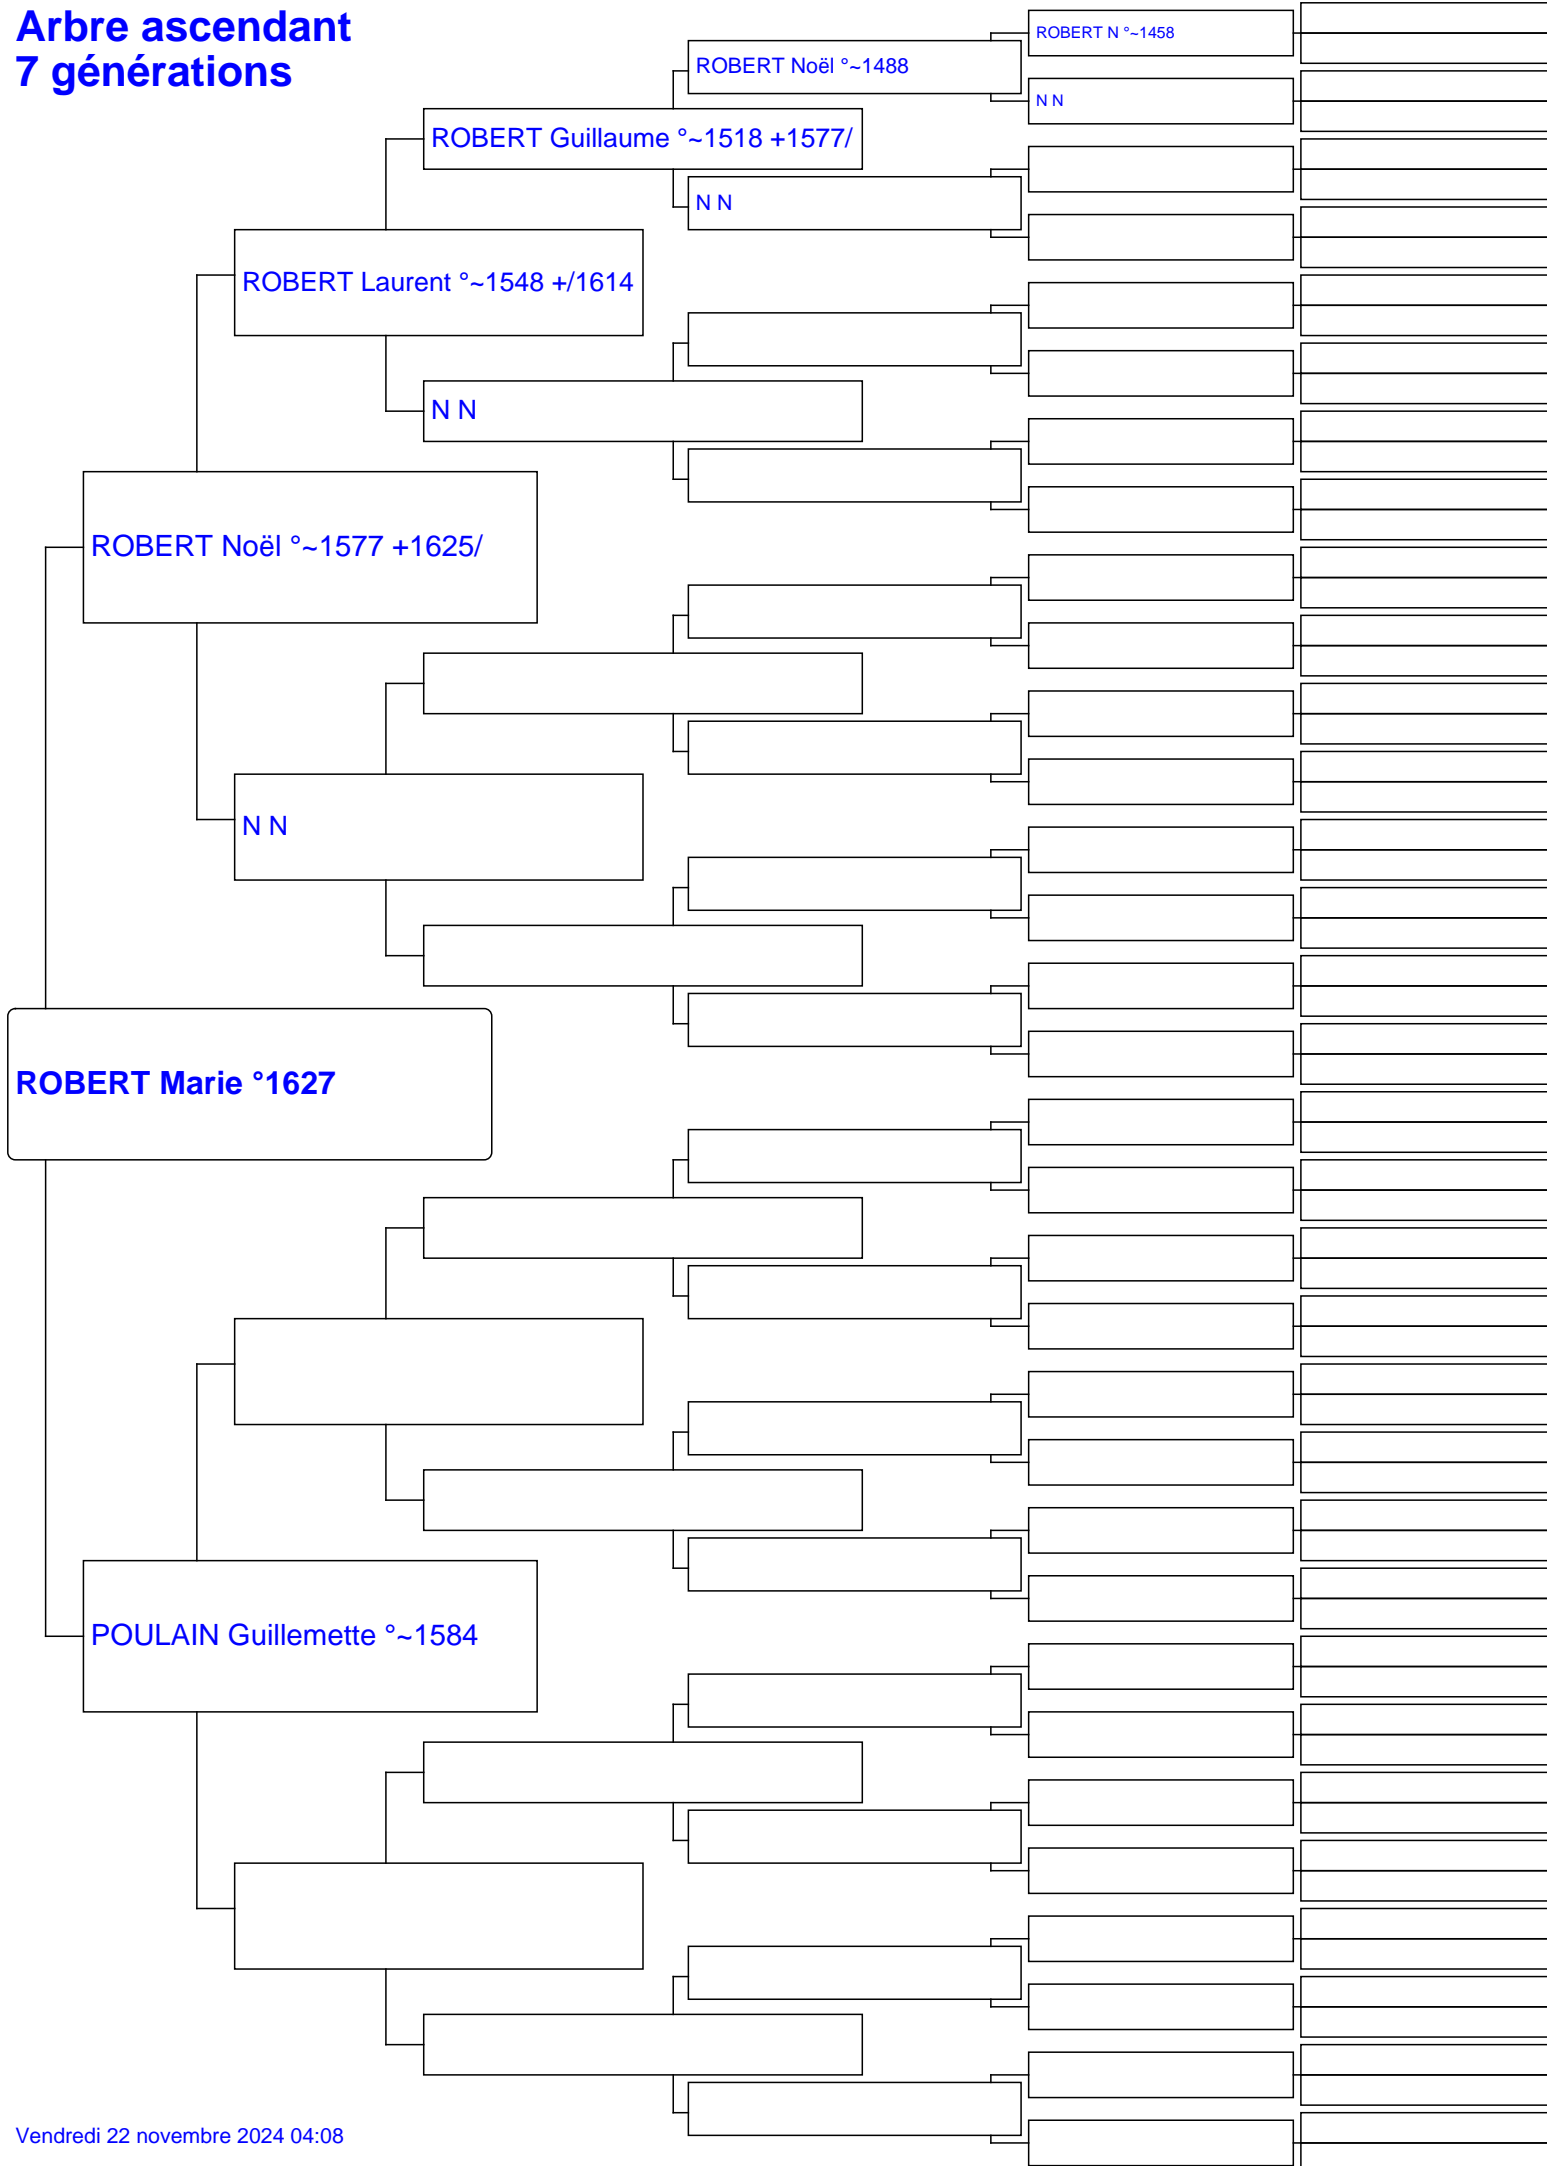 Arbre ascendant
7 générations
ROBERT N °~1458
ROBERT Noël °~1488
N N
ROBERT Guillaume °~1518 +1577/
N N
ROBERT Laurent °~1548 +/1614
N N
ROBERT Noël °~1577 +1625/
N N
ROBERT Marie °1627
POULAIN Guillemette °~1584
Vendredi 22 novembre 2024 04:08